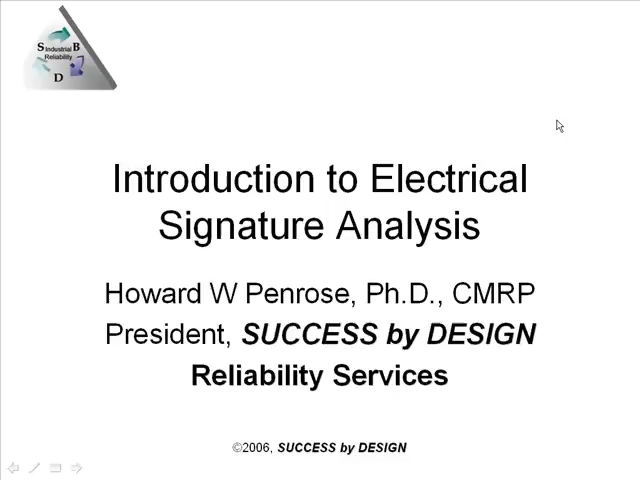 S Industrial B
Reliability
D
Introduction to Electrical
Signature Analysis
Howard W Penrose, Ph.D., CMRP
President, SUCCESS by DESIGN
Reliability Services
©2006, SUCCESS by DESIGN